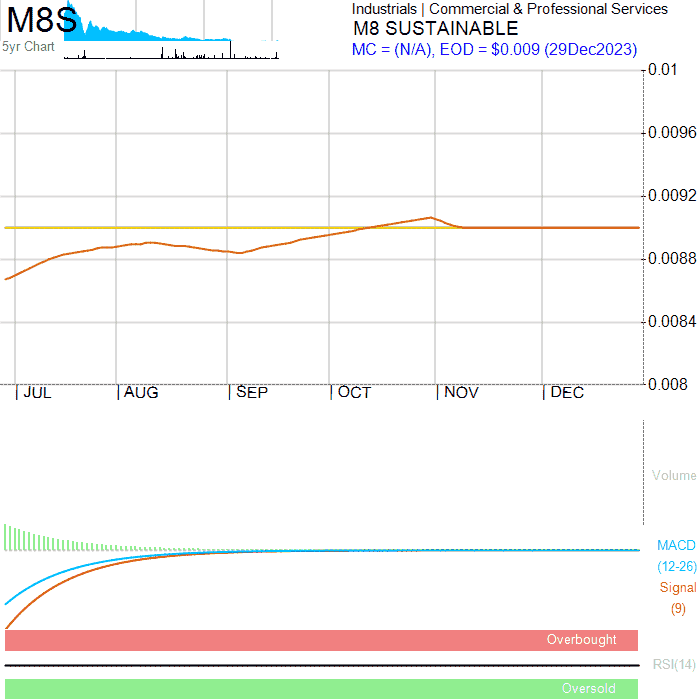 M8S
5yr Chart
Industrials | Commercial & Professional Services
M8 SUSTAINABLE
MC = (N/A), EOD = $0.009 (29Dec2023)
0.01
0.0096
0.0092
0.0088
0.0084
0.008
| JUL | AUG | SEP | OCT | NOV | DEC
Volume
MACD
(12-26)
Signal
(9)
Overbought
RSI(14)
Oversold